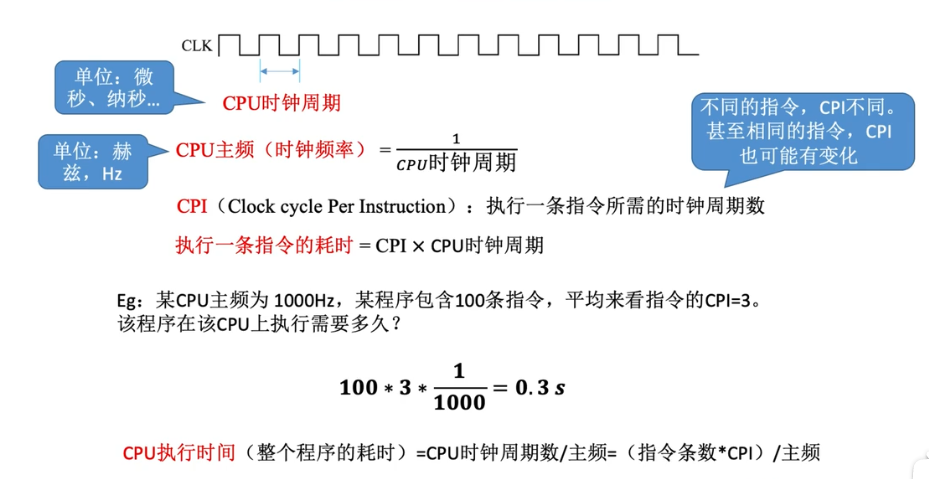 CLK
单位：微
秒、纳秒...
CPU时钟周期
不同的指令，CPI不同。
甚至相同的指令，CPI
也可能有变化
单位：赫
兹，Hz
CPU主频（时钟频率）= 1/CPU时钟周期
CPI（Clock cycle Per Instruction）：执行一条指令所需的时钟周期数
执行一条指令的耗时 = CPI × CPU时钟周期
Eg：某CPU主频为 1000Hz，某程序包含100条指令，平均来看指令的CPI=3。
该程序在该CPU上执行需要多久？
100 * 3 * 1/1000 = 0.3 s
CPU执行时间（整个程序的耗时）=CPU时钟周期数/主频=（指令条数*CPI）/主频